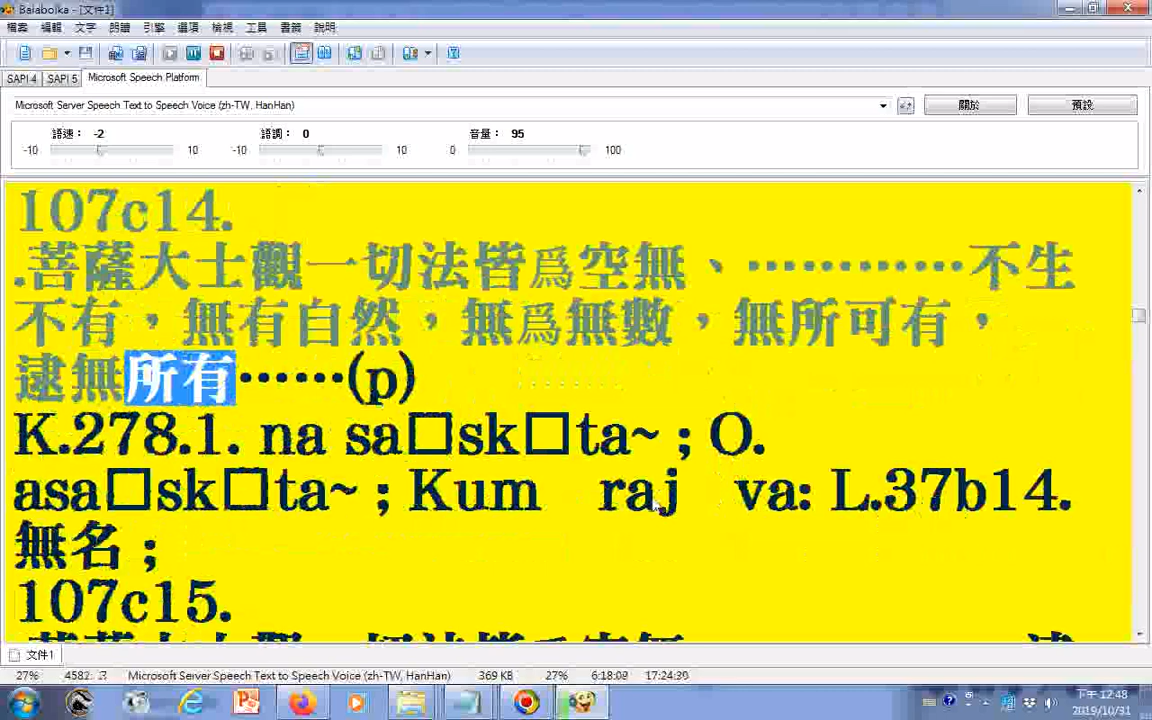 Balabolka - [文件1]
檔案 編輯 文字 朗讀 引擎 選項 檢視 工具 書籤 說明
SAPI 4 SAPI 5 Microsoft Speech Platform
Microsoft Server Speech Text to Speech Voice (zh-TW, HanHan) 關於 預設
語速： -2 語調： 0 音量： 95
-10 10 -10 10 0 100
107c14.
.菩薩大士觀一切法皆爲空無、…………不生
不有，無有自然，無爲無數，無所可有，
逮無所有……(p)
K.278.1. na sa□sk□ta~ ; O.
asa□sk□ta~ ; Kum raj va: L.37b14.
無名；
107c15.
文件1
27% Microsoft Server Speech Text to Speech Voice (zh-TW, HanHan) 369 KB 27% 6:18:09 17:24:39
下午 12:48
2019/10/31